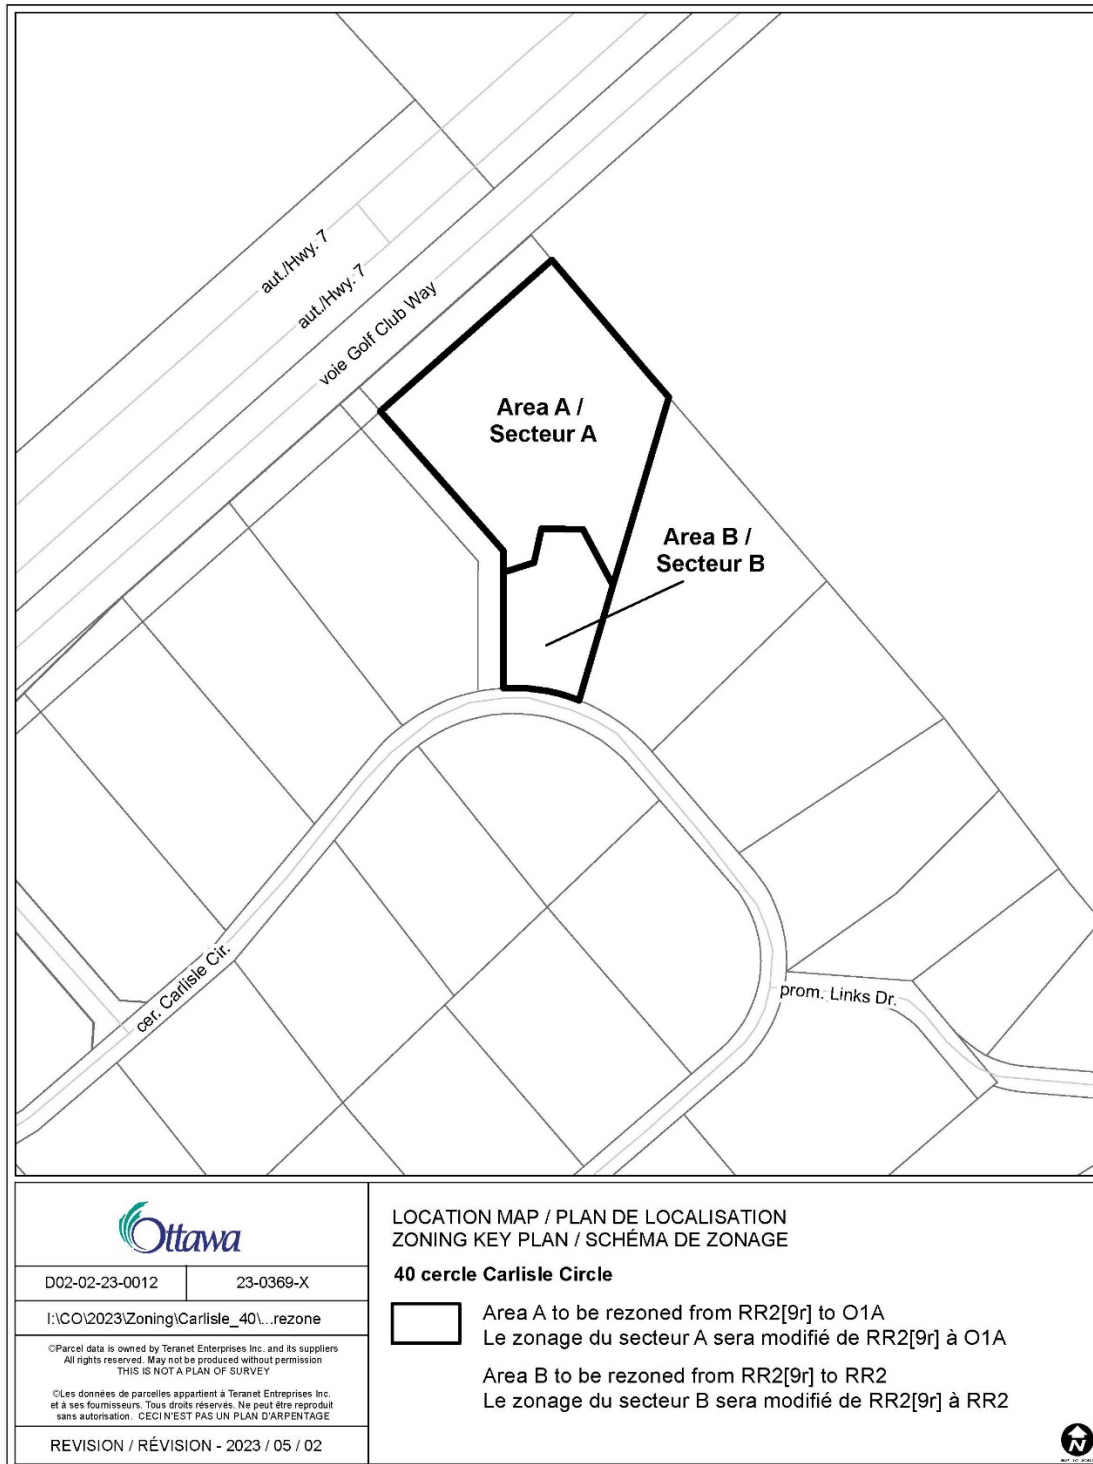 aut./Hwy. 7
aut./Hwy. 7
voie Golf Club Way
Area A /
Secteur A
Area B /
Secteur B
cer. Carlisle Cir.
prom. Links Dr.
Ottawa
D02-02-23-0012
23-0369-X
I:\CO\2023\Zoning\Carlisle_40\...rezone
©Parcel data is owned by Teranet Enterprises Inc. and its suppliers
All rights reserved. May not be produced without permission
THIS IS NOT A PLAN OF SURVEY
©Les données de parcelles appartient à Teranet Entreprises Inc.
et à ses fournisseurs. Tous droits réservés. Ne peut être reproduit
sans autorisation. CECI N'EST PAS UN PLAN D'ARPENTAGE
REVISION / RÉVISION - 2023 / 05 / 02
LOCATION MAP / PLAN DE LOCALISATION
ZONING KEY PLAN / SCHÉMA DE ZONAGE
40 cercle Carlisle Circle
Area A to be rezoned from RR2[9r] to O1A
Le zonage du secteur A sera modifié de RR2[9r] à O1A
Area B to be rezoned from RR2[9r] to RR2
Le zonage du secteur B sera modifié de RR2[9r] à RR2
N